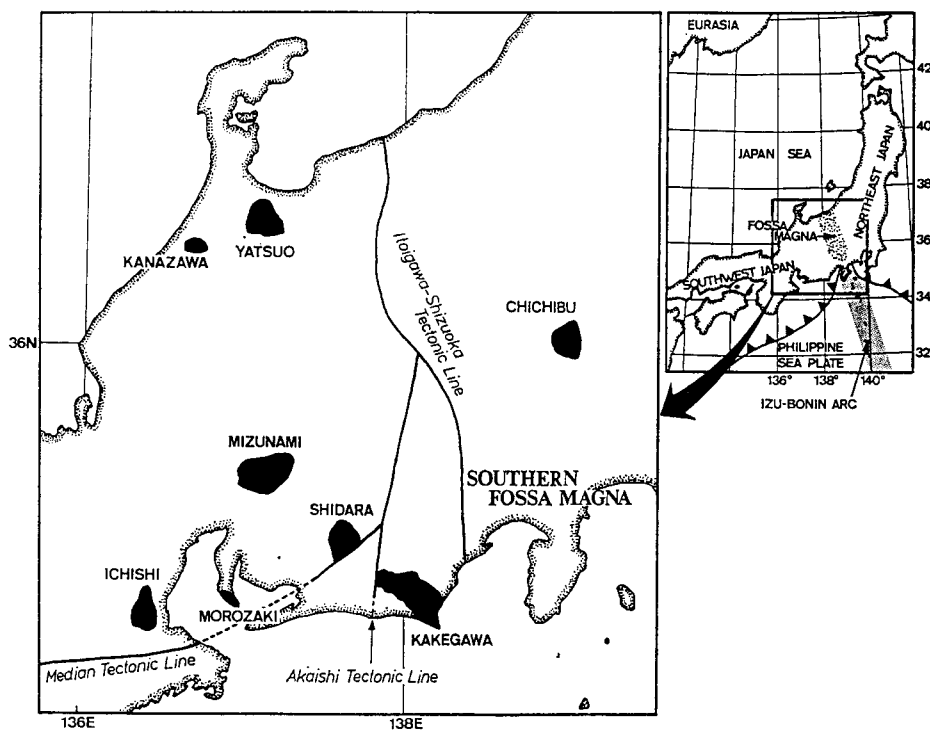 YATSUO
KANAZAWA
Itoigawa-Shizuoka
Tectonic Line
CHICHIBU
36N
MIZUNAMI
SOUTHERN
FOSSA MAGNA
SHIDARA
ICHISHI
MOROZAKI
KAKEGAWA
Median Tectonic Line
Akaishi Tectonic Line
136E
138E
EURASIA
42
40
JAPAN SEA
NORTHEAST JAPAN
38
FOSSA
MAGNA
36
SOUTHWEST JAPAN
34
PHILIPPINE
SEA PLATE
32
136°
138°
140°
IZU-BONIN ARC